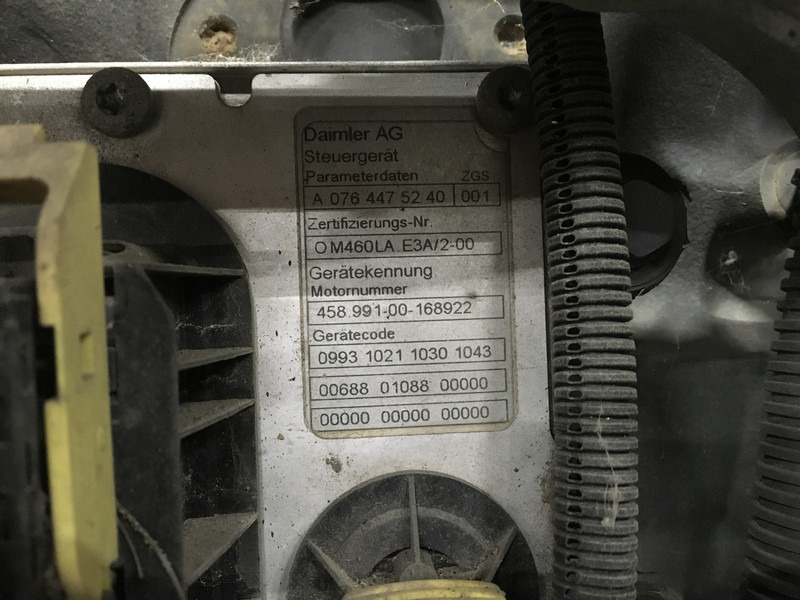 Daimler AG
Steuergerät
Parameterdaten ZGS
A 076 447 52 40 001
Zertifizierungs-Nr.
OM460LA.E3A/2-00
Gerätekennung
Motornummer
458.991-00-168922
Gerätecode
0993 1021 1030 1043
00688 01088 00000
00000 00000 00000